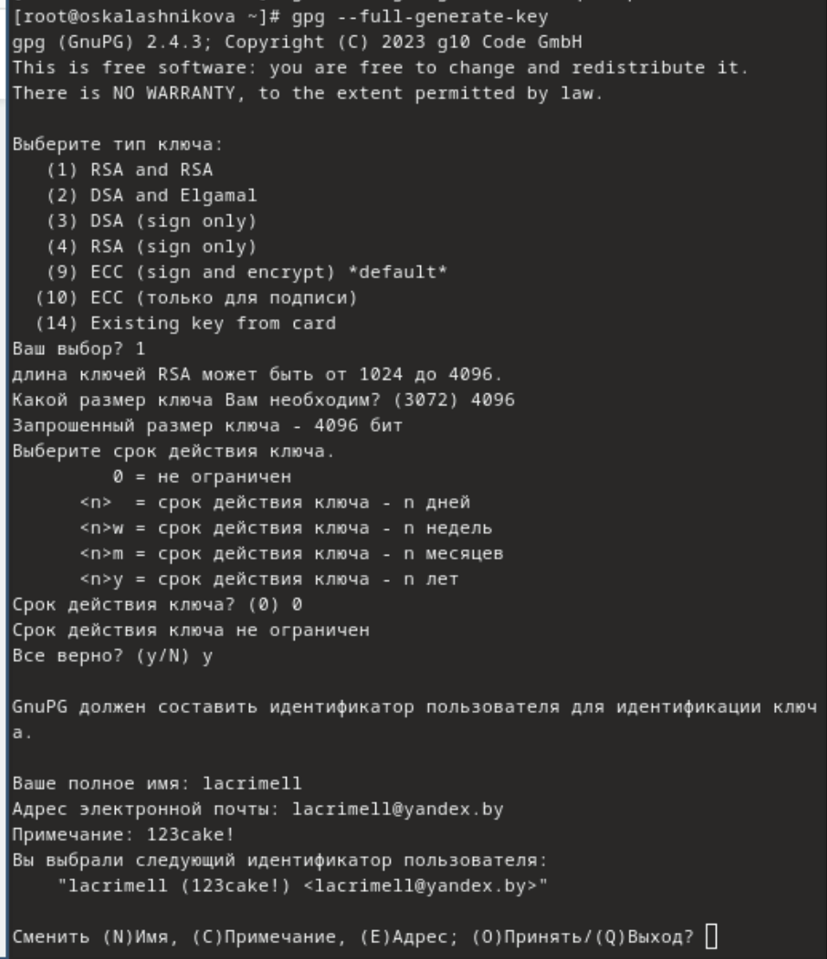 [root@oskalashnikova ~]# gpg --full-generate-key
gpg (GnuPG) 2.4.3; Copyright (C) 2023 g10 Code GmbH
This is free software: you are free to change and redistribute it.
There is NO WARRANTY, to the extent permitted by law.

Выберите тип ключа:
   (1) RSA and RSA
   (2) DSA and Elgamal
   (3) DSA (sign only)
   (4) RSA (sign only)
   (9) ECC (sign and encrypt) *default*
  (10) ECC (только для подписи)
  (14) Existing key from card
Ваш выбор? 1
длина ключей RSA может быть от 1024 до 4096.
Какой размер ключа Вам необходим? (3072) 4096
Запрошенный размер ключа - 4096 бит
Выберите срок действия ключа.
         0 = не ограничен
      <n>  = срок действия ключа - n дней
      <n>w = срок действия ключа - n недель
      <n>m = срок действия ключа - n месяцев
      <n>y = срок действия ключа - n лет
Срок действия ключа? (0) 0
Срок действия ключа не ограничен
Все верно? (y/N) y

GnuPG должен составить идентификатор пользователя для идентификации ключ
а.

Ваше полное имя: lacrimell
Адрес электронной почты: lacrimell@yandex.by
Примечание: 123cake!
Вы выбрали следующий идентификатор пользователя:
    "lacrimell (123cake!) <lacrimell@yandex.by>"

Сменить (N)Имя, (C)Примечание, (E)Адрес; (O)Принять/(Q)Выход?